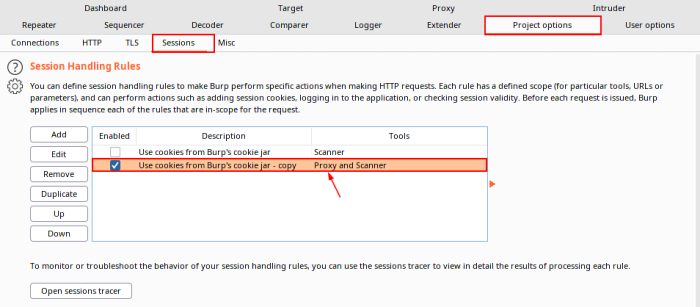 Dashboard Target Proxy Intruder
Repeater Sequencer Decoder Comparer Logger Extender Project options User options
Connections HTTP TLS Sessions Misc
? Session Handling Rules
You can define session handling rules to make Burp perform specific actions when making HTTP requests. Each rule has a defined scope (for particular tools, URLs or
parameters), and can perform actions such as adding session cookies, logging in to the application, or checking session validity. Before each request is issued, Burp
applies in sequence each of the rules that are in-scope for the request.
Add
Edit
Remove
Duplicate
Up
Down
Enabled Description Tools
Use cookies from Burp's cookie jar Scanner
Use cookies from Burp's cookie jar - copy Proxy and Scanner
To monitor or troubleshoot the behavior of your session handling rules, you can use the sessions tracer to view in detail the results of processing each rule.
Open sessions tracer